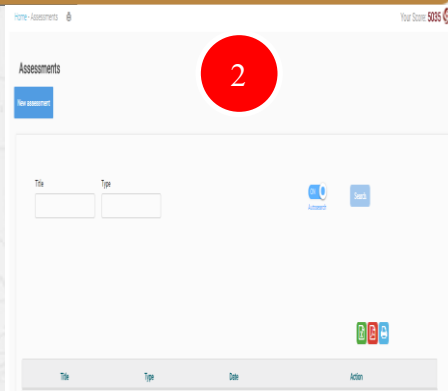 Home - Assessments
Your Score: 5035
Assessments
2
New assessment
Title Type
ON
Autosearch
Search
Title Type Date Action